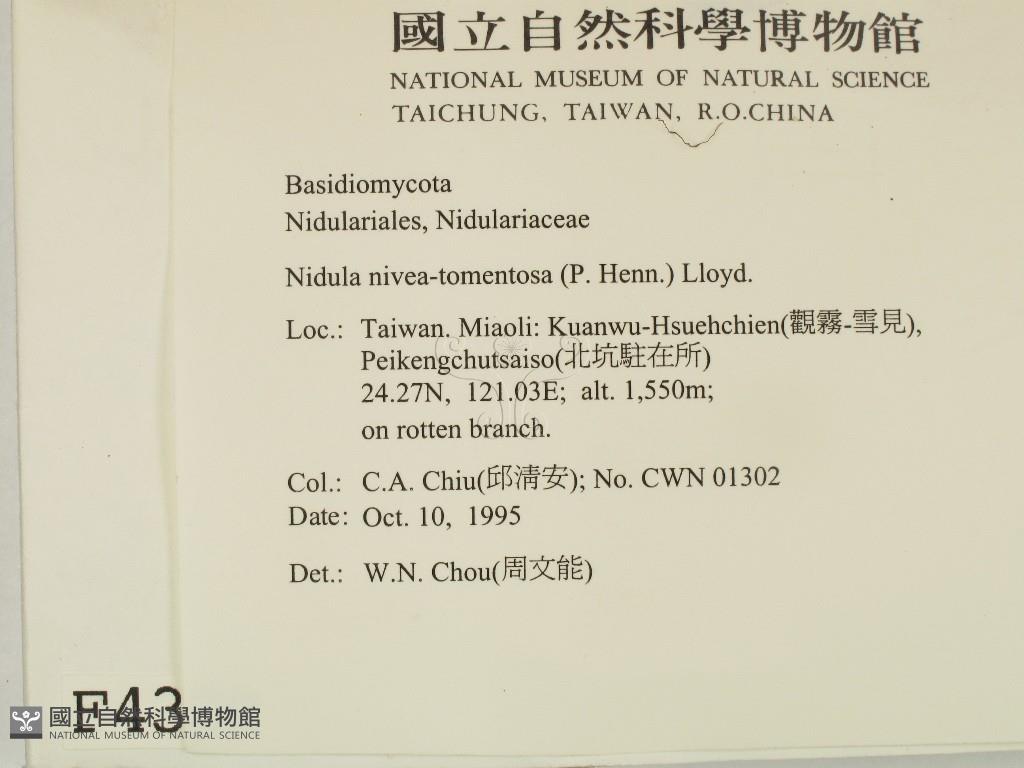 國立自然科學博物館
NATIONAL MUSEUM OF NATURAL SCIENCE
TAICHUNG, TAIWAN, R.O.CHINA
Basidiomycota
Nidulariales, Nidulariaceae
Nidula nivea-tomentosa (P. Henn.) Lloyd.
Loc.: Taiwan. Miaoli: Kuanwu-Hsuehchien(觀霧-雪見),
Peikengchutsaiso(北坑駐在所)
24.27N, 121.03E; alt. 1,550m;
on rotten branch.
Col.: C.A. Chiu(邱淸安); No. CWN 01302
Date: Oct. 10, 1995
Det.: W.N. Chou(周文能)
F43
國立自然科學博物館
NATIONAL MUSEUM OF NATURAL SCIENCE